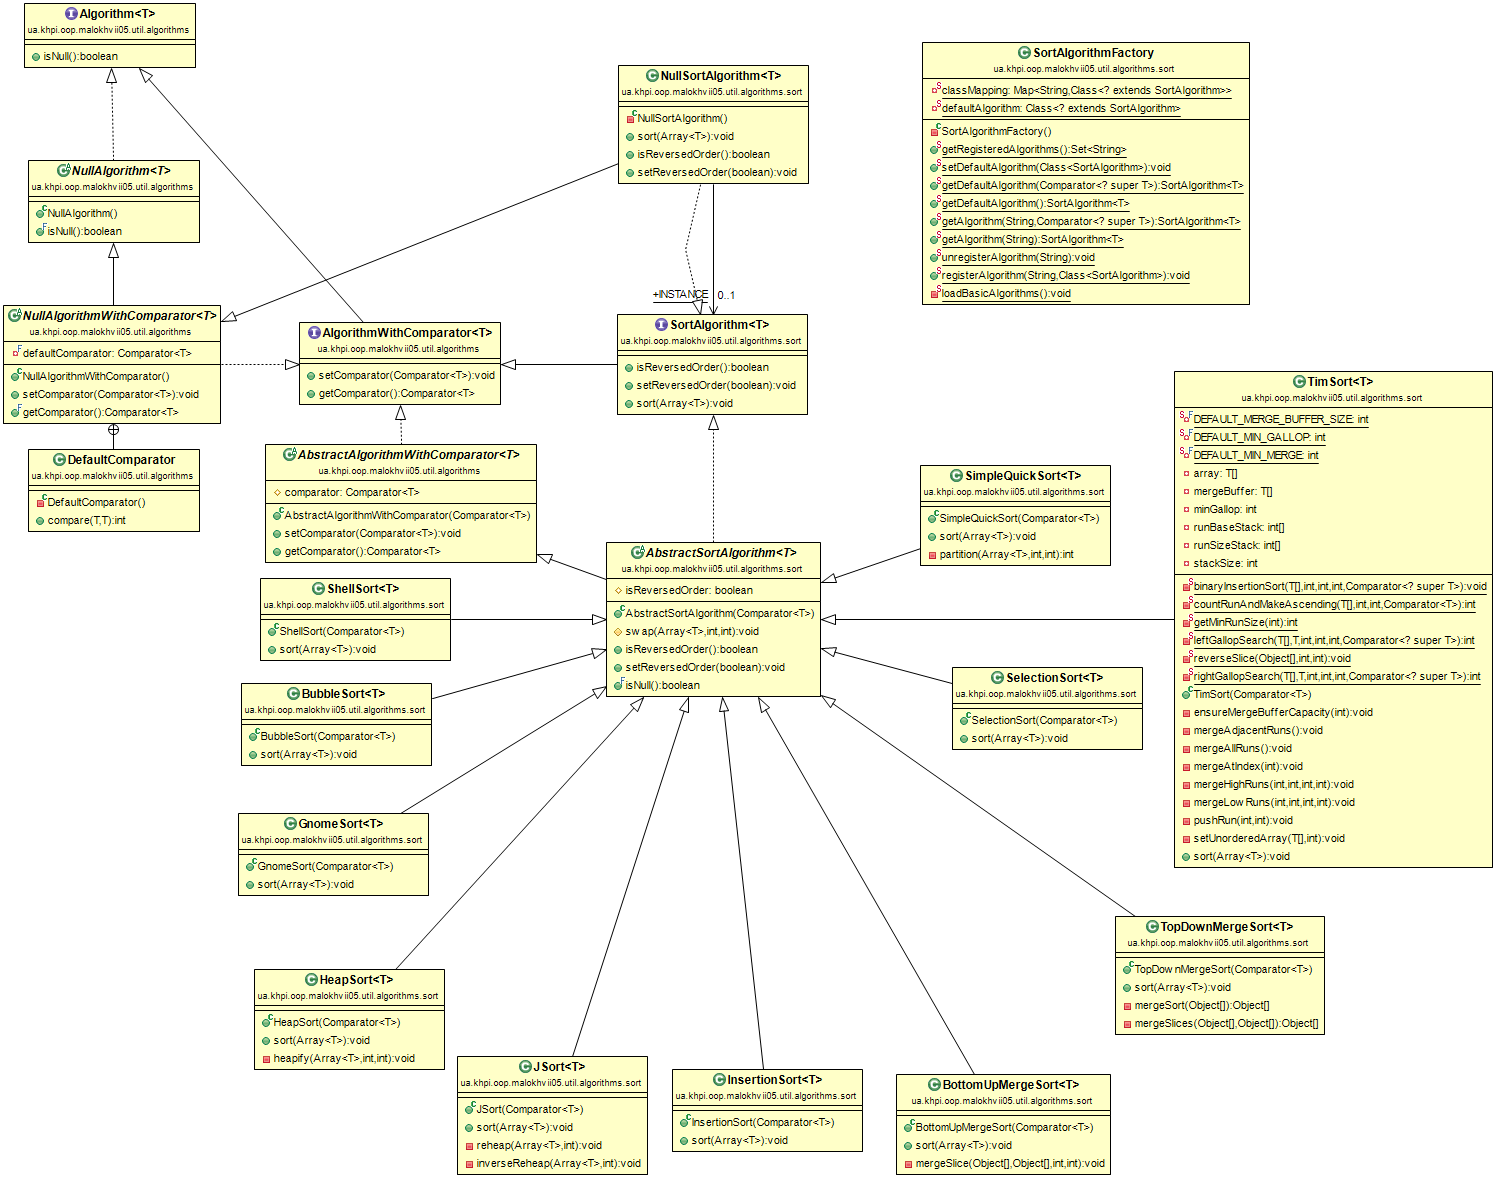 Algorithm<T>
ua.khpi.oop.malokhvii05.util.algorithms
isNull():boolean
NullAlgorithm<T>
ua.khpi.oop.malokhvii05.util.algorithms
NullAlgorithm()
isNull():boolean
NullAlgorithmWithComparator<T>
ua.khpi.oop.malokhvii05.util.algorithms
defaultComparator: Comparator<T>
NullAlgorithmWithComparator()
setComparator(Comparator<T>):void
getComparator():Comparator<T>
DefaultComparator
ua.khpi.oop.malokhvii05.util.algorithms
DefaultComparator()
compare(T,T):int
AlgorithmWithComparator<T>
ua.khpi.oop.malokhvii05.util.algorithms
setComparator(Comparator<T>):void
getComparator():Comparator<T>
AbstractAlgorithmWithComparator<T>
ua.khpi.oop.malokhvii05.util.algorithms
comparator: Comparator<T>
AbstractAlgorithmWithComparator(Comparator<T>)
setComparator(Comparator<T>):void
getComparator():Comparator<T>
NullSortAlgorithm<T>
ua.khpi.oop.malokhvii05.util.algorithms.sort
NullSortAlgorithm()
sort(Array<T>):void
isReversedOrder():boolean
setReversedOrder(boolean):void
+INSTANCE
0..1
SortAlgorithm<T>
ua.khpi.oop.malokhvii05.util.algorithms.sort
isReversedOrder():boolean
setReversedOrder(boolean):void
sort(Array<T>):void
SortAlgorithmFactory
ua.khpi.oop.malokhvii05.util.algorithms.sort
classMapping: Map<String,Class<? extends SortAlgorithm>>
defaultAlgorithm: Class<? extends SortAlgorithm>
SortAlgorithmFactory()
getRegisteredAlgorithms():Set<String>
setDefaultAlgorithm(Class<SortAlgorithm>):void
getDefaultAlgorithm(Comparator<? super T>):SortAlgorithm<T>
getDefaultAlgorithm():SortAlgorithm<T>
getAlgorithm(String,Comparator<? super T>):SortAlgorithm<T>
getAlgorithm(String):SortAlgorithm<T>
unregisterAlgorithm(String):void
registerAlgorithm(String,Class<SortAlgorithm>):void
loadBasicAlgorithms():void
AbstractSortAlgorithm<T>
ua.khpi.oop.malokhvii05.util.algorithms.sort
isReversedOrder: boolean
AbstractSortAlgorithm(Comparator<T>)
swap(Array<T>,int,int):void
isReversedOrder():boolean
setReversedOrder(boolean):void
isNull():boolean
SimpleQuickSort<T>
ua.khpi.oop.malokhvii05.util.algorithms.sort
SimpleQuickSort(Comparator<T>)
sort(Array<T>):void
partition(Array<T>,int,int):int
TimSort<T>
ua.khpi.oop.malokhvii05.util.algorithms.sort
DEFAULT_MERGE_BUFFER_SIZE: int
DEFAULT_MIN_GALLOP: int
DEFAULT_MIN_MERGE: int
array: T[]
mergeBuffer: T[]
minGallop: int
runBaseStack: int[]
runSizeStack: int[]
stackSize: int
binaryInsertionSort(T[],int,int,int,Comparator<? super T>):void
countRunAndMakeAscending(T[],int,int,Comparator<T>):int
getMinRunSize(int):int
leftGallopSearch(T[],T,int,int,int,Comparator<? super T>):int
reverseSlice(Object[],int,int):void
rightGallopSearch(T[],T,int,int,int,Comparator<? super T>):int
TimSort(Comparator<T>)
ensureMergeBufferCapacity(int):void
mergeAdjacentRuns():void
mergeAllRuns():void
mergeAtIndex(int):void
mergeHighRuns(int,int,int,int):void
mergeLowRuns(int,int,int,int):void
pushRun(int,int):void
setUnorderedArray(T[],int):void
sort(Array<T>):void
ShellSort<T>
ua.khpi.oop.malokhvii05.util.algorithms.sort
ShellSort(Comparator<T>)
sort(Array<T>):void
BubbleSort<T>
ua.khpi.oop.malokhvii05.util.algorithms.sort
BubbleSort(Comparator<T>)
sort(Array<T>):void
SelectionSort<T>
ua.khpi.oop.malokhvii05.util.algorithms.sort
SelectionSort(Comparator<T>)
sort(Array<T>):void
GnomeSort<T>
ua.khpi.oop.malokhvii05.util.algorithms.sort
GnomeSort(Comparator<T>)
sort(Array<T>):void
HeapSort<T>
ua.khpi.oop.malokhvii05.util.algorithms.sort
HeapSort(Comparator<T>)
sort(Array<T>):void
heapify(Array<T>,int,int):void
JSort<T>
ua.khpi.oop.malokhvii05.util.algorithms.sort
JSort(Comparator<T>)
sort(Array<T>):void
reheap(Array<T>,int):void
inverseReheap(Array<T>,int):void
InsertionSort<T>
ua.khpi.oop.malokhvii05.util.algorithms.sort
InsertionSort(Comparator<T>)
sort(Array<T>):void
BottomUpMergeSort<T>
ua.khpi.oop.malokhvii05.util.algorithms.sort
BottomUpMergeSort(Comparator<T>)
sort(Array<T>):void
mergeSlice(Object[],Object[],int,int):void
TopDownMergeSort<T>
ua.khpi.oop.malokhvii05.util.algorithms.sort
TopDownMergeSort(Comparator<T>)
sort(Array<T>):void
mergeSort(Object[]):Object[]
mergeSlices(Object[],Object[]):Object[]